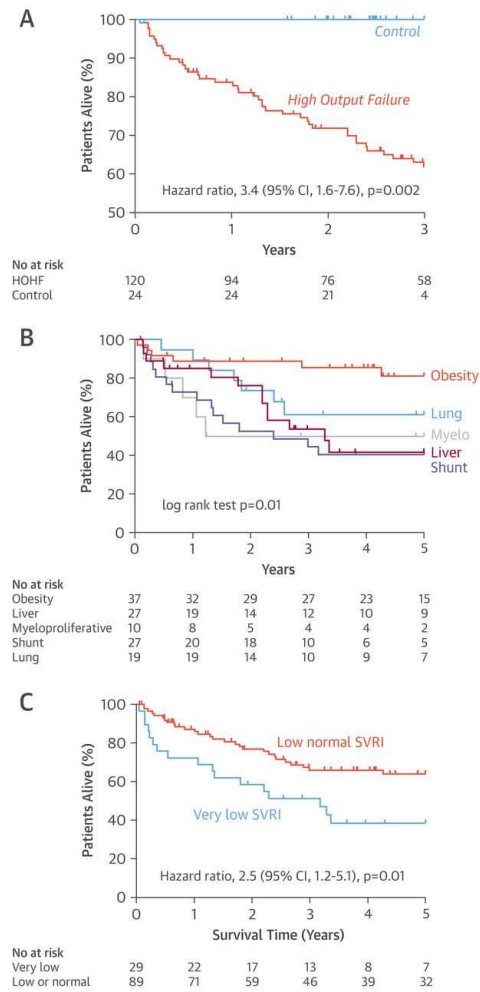 A
100
Control
90
80
High Output Failure
70
60
Hazard ratio, 3.4 (95% CI, 1.6-7.6), p=0.002
50
Patients Alive (%)
0 1 2 3
Years
No at risk
HOHF 120 94 76 58
Control 24 24 21 4
B
100
Obesity
80
Lung
60
Myelo
Liver
40
Shunt
20
log rank test p=0.01
0
Patients Alive (%)
0 1 2 3 4 5
Years
No at risk
Obesity 37 32 29 27 23 15
Liver 27 19 14 12 10 9
Myeloproliferative 10 8 5 4 4 2
Shunt 27 20 18 10 6 5
Lung 19 19 14 10 9 7
C
100
Low normal SVRI
80
60
Very low SVRI
40
20
Hazard ratio, 2.5 (95% CI, 1.2-5.1), p=0.01
0
Patients Alive (%)
0 1 2 3 4 5
Survival Time (Years)
No at risk
Very low 29 22 17 13 8 7
Low or normal 89 71 59 46 39 32